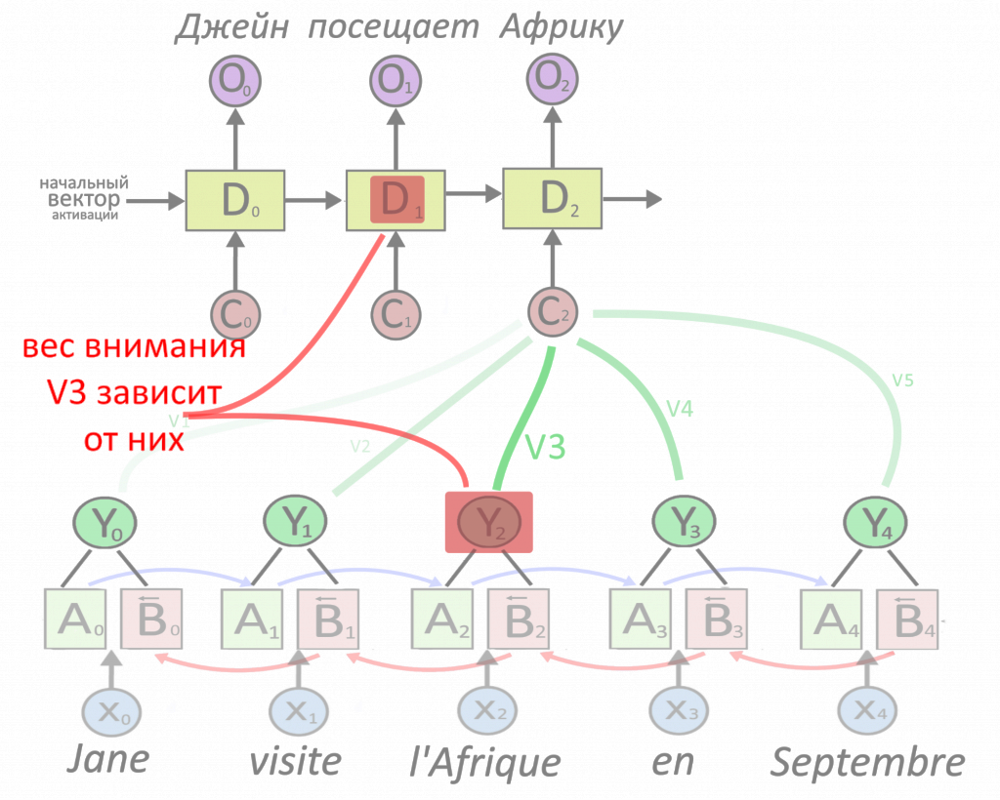 Джейн посещает Африку
O0 O1 O2
начальный
вектор
активации
D0 D1 D2
C0 C1 C2
вес внимания
V3 зависит
от них
V1 V2 V3 V4 V5
Y0 Y1 Y2 Y3 Y4
A0 B0 A1 B1 A2 B2 A3 B3 A4 B4
x0 x1 x2 x3 x4
Jane visite l'Afrique en Septembre